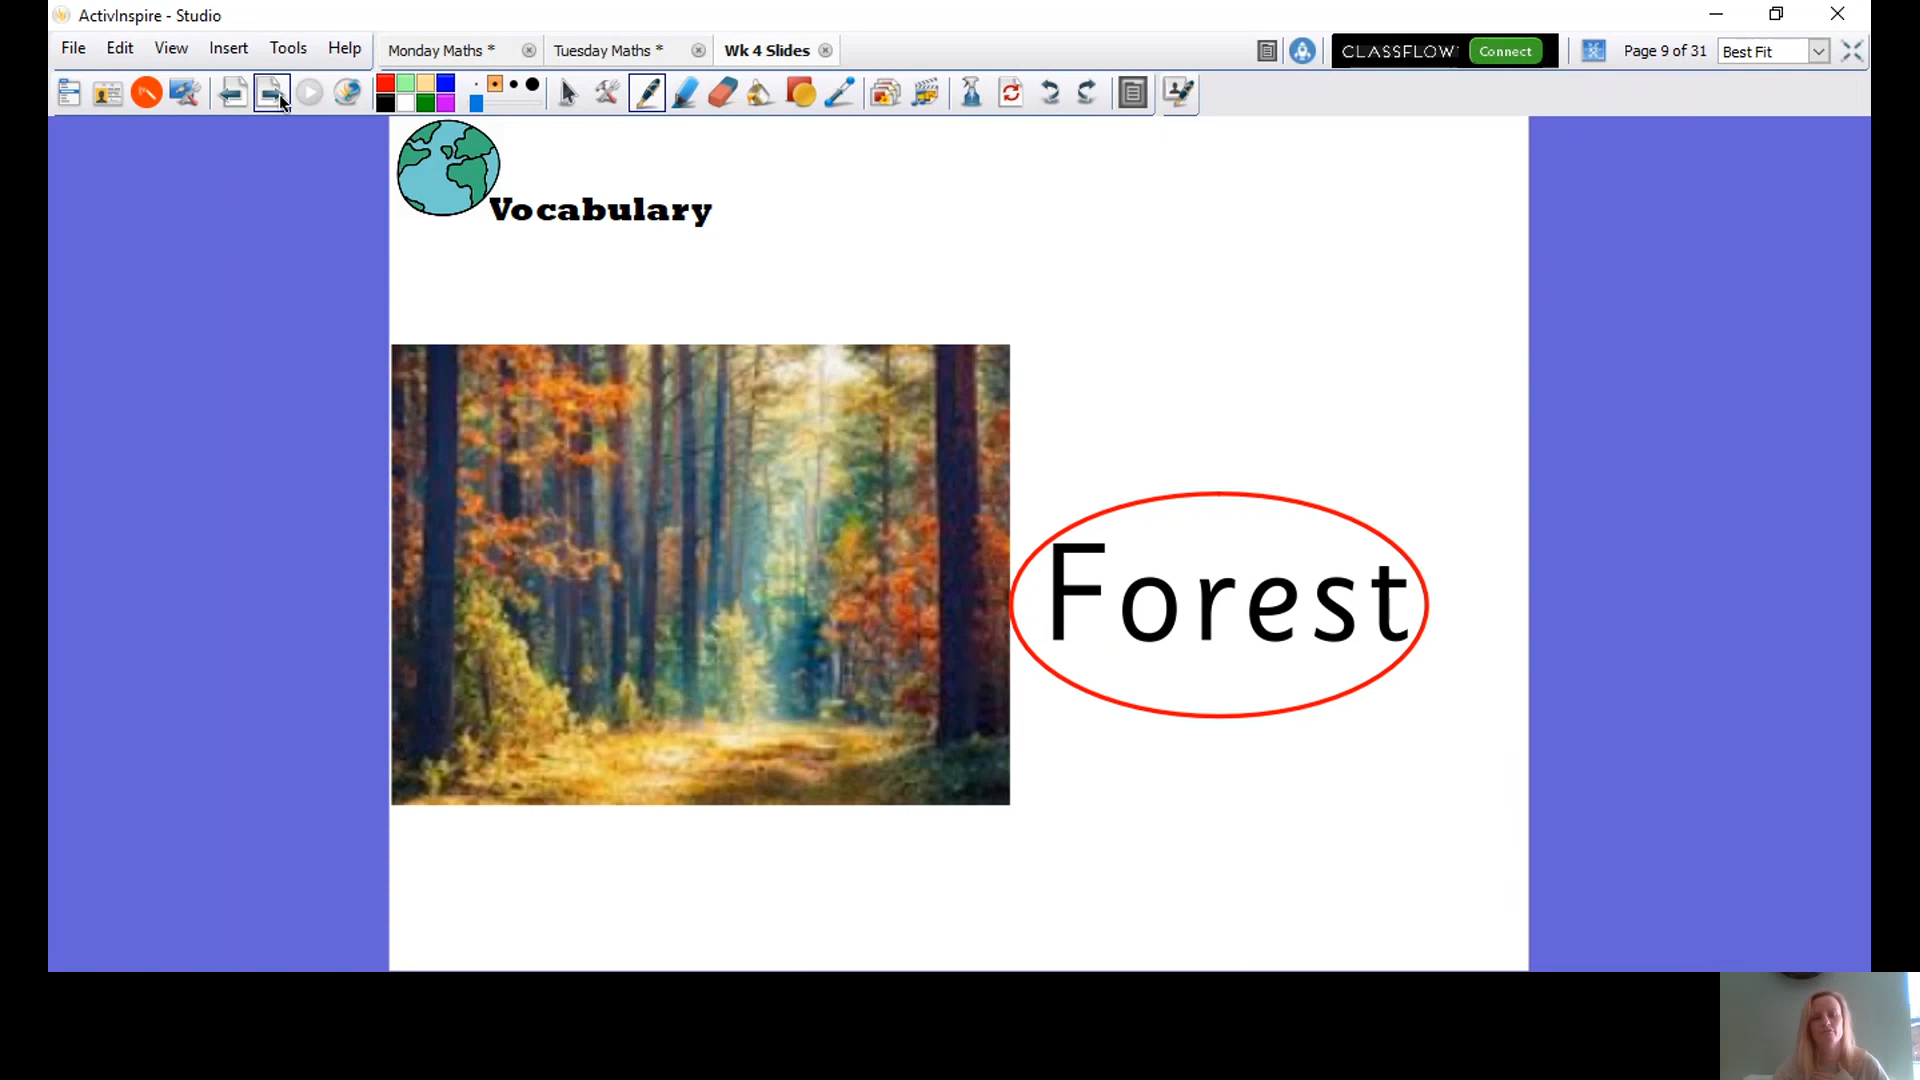 ActivInspire - Studio
File Edit View Insert Tools Help
Monday Maths * Tuesday Maths * Wk 4 Slides
CLASSFLOW Connect
Page 9 of 31 Best Fit
Vocabulary
Forest